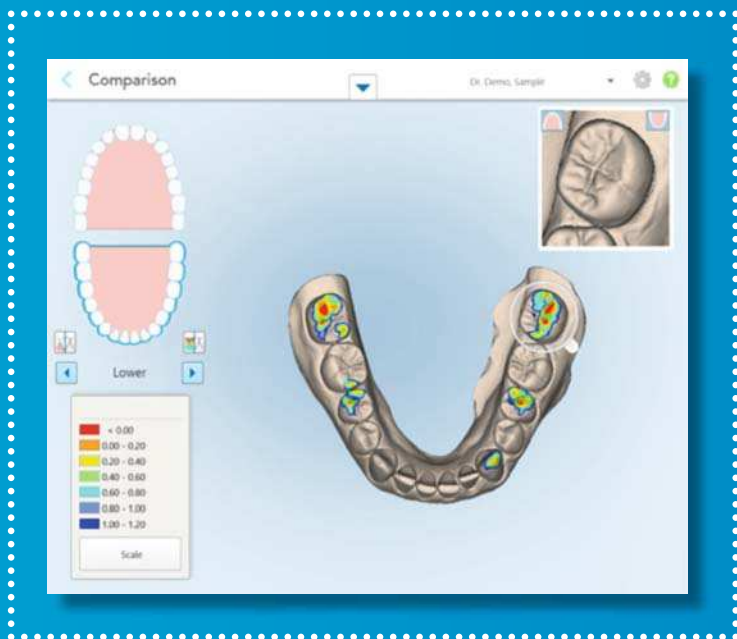 Comparison
Dr. Demo, Sample
?
Lower
< 0.00
0.00 - 0.20
0.20 - 0.40
0.40 - 0.60
0.60 - 0.80
0.80 - 1.00
1.00 - 1.20
Scale